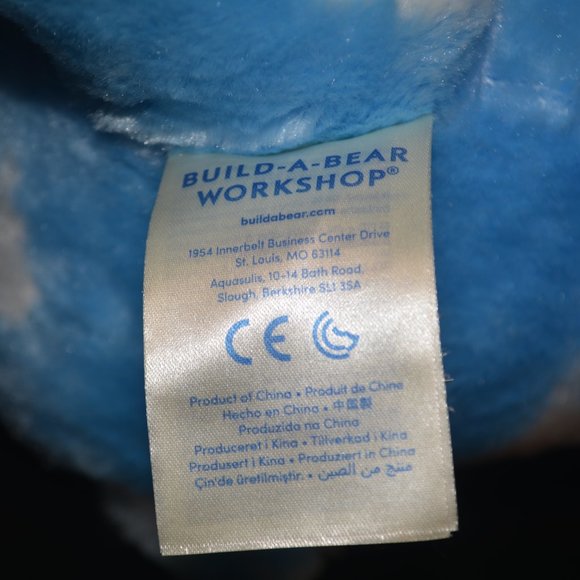 BUILD-A-BEAR
WORKSHOP®
buildabear.com
1954 Innerbelt Business Center Drive
St. Louis, MO 63114
Aquasulis, 10-14 Bath Road,
Slough, Berkshire SL1 3SA
CE
Product of China • Produit de Chine
Hecho en China • 中国製
Produzida na China
Produceret i Kina • Tillverkad i Kina
Produsert i Kina • Produziert in China
Çin'de üretilmiştir. • منتج من الصين